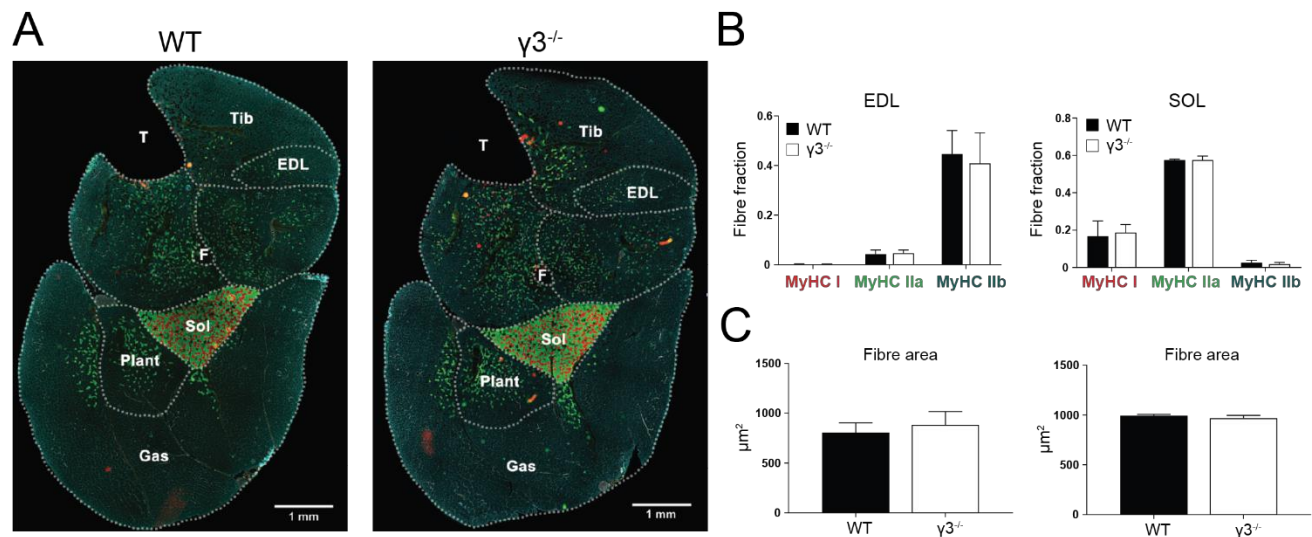 A
WT
γ3-/-
T
Tib
EDL
F
Sol
Plant
Gas
1 mm
T
Tib
EDL
F
Sol
Plant
Gas
1 mm
B
EDL
WT
γ3-/-
Fibre fraction
0.6
0.4
0.2
0
MyHC I MyHC IIa MyHC IIb
SOL
WT
γ3-/-
Fibre fraction
0.8
0.6
0.4
0.2
0
MyHC I MyHC IIa MyHC IIb
C
Fibre area
µm²
1500
1000
500
0
WT γ3-/-
Fibre area
µm²
1500
1000
500
0
WT γ3-/-